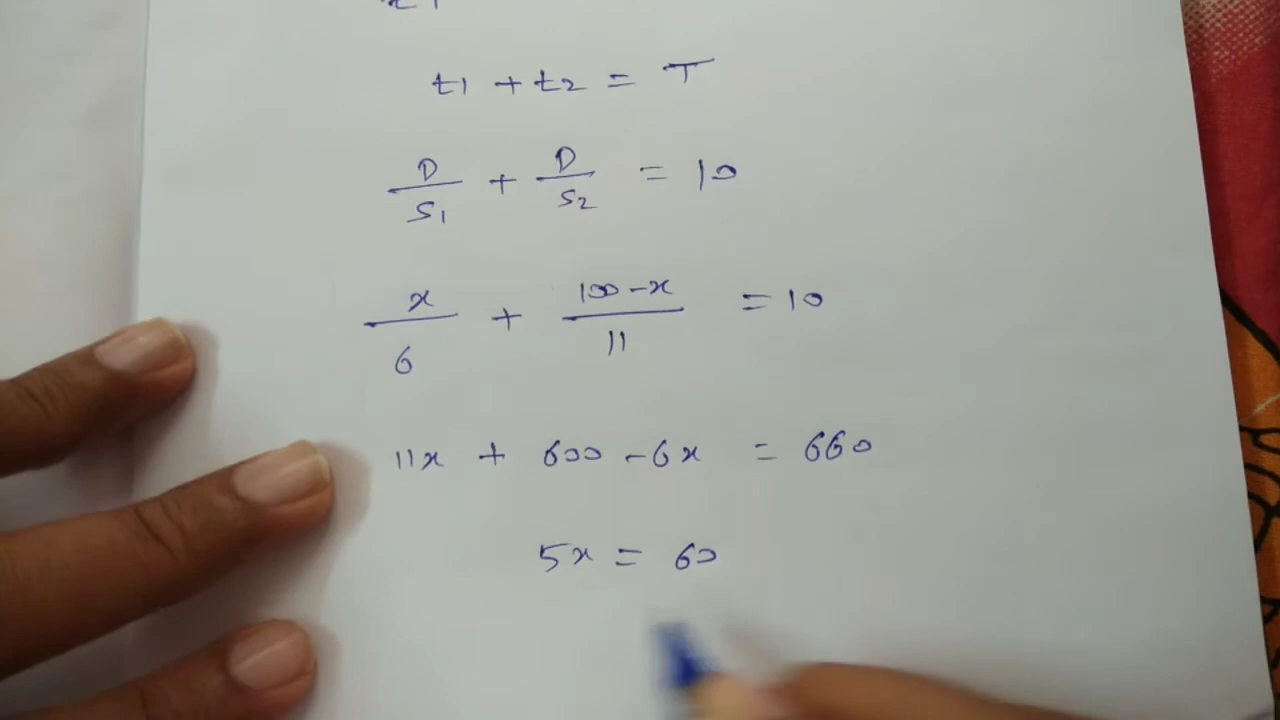 t1 + t2 = T
D/S1 + D/S2 = 10
x/6 + 100-x/11 = 10
11x + 600 - 6x = 660
5x = 60